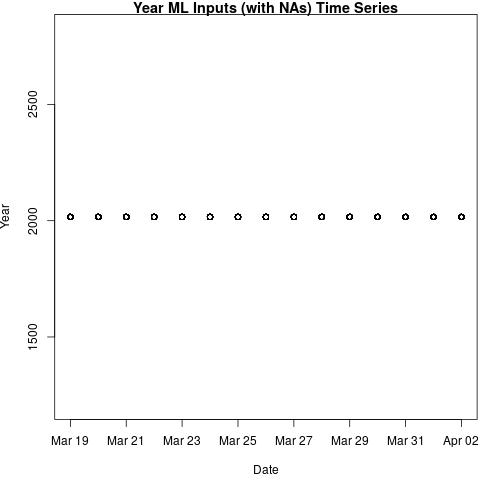 Year ML Inputs (with NAs) Time Series
Year
2500
2000
1500
Mar 19 Mar 21 Mar 23 Mar 25 Mar 27 Mar 29 Mar 31 Apr 02
Date